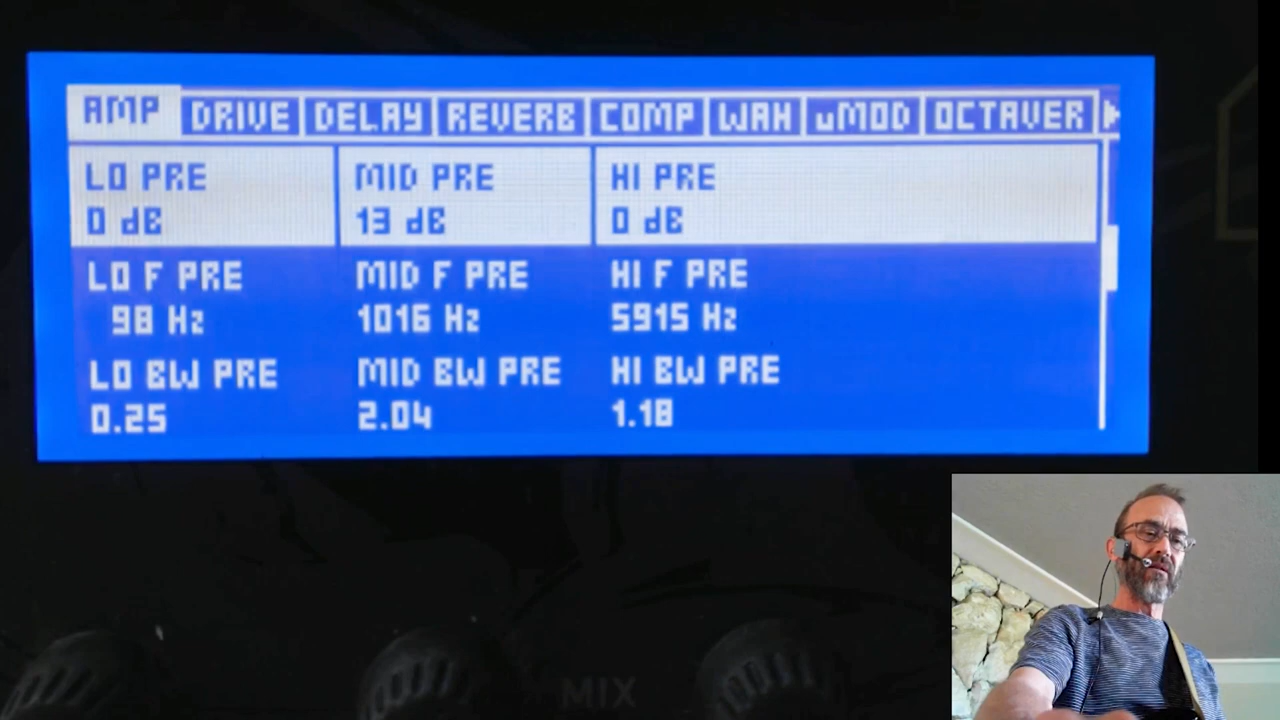 AMP DRIVE DELAY REVERB COMP WAH uMOD OCTAVER
LO PRE MID PRE HI PRE
0 dB 13 dB 0 dB
LO F PRE MID F PRE HI F PRE
98 Hz 1016 Hz 5915 Hz
LO BW PRE MID BW PRE HI BW PRE
0.25 2.04 1.18
MIX